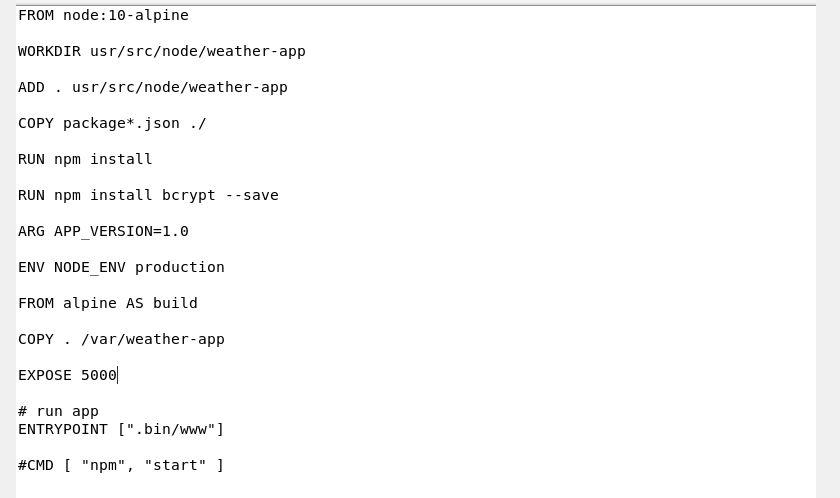 FROM node:10-alpine
WORKDIR usr/src/node/weather-app
ADD . usr/src/node/weather-app
COPY package*.json ./
RUN npm install
RUN npm install bcrypt --save
ARG APP_VERSION=1.0
ENV NODE_ENV production
FROM alpine AS build
COPY . /var/weather-app
EXPOSE 5000
# run app
ENTRYPOINT [".bin/www"]
#CMD [ "npm", "start" ]